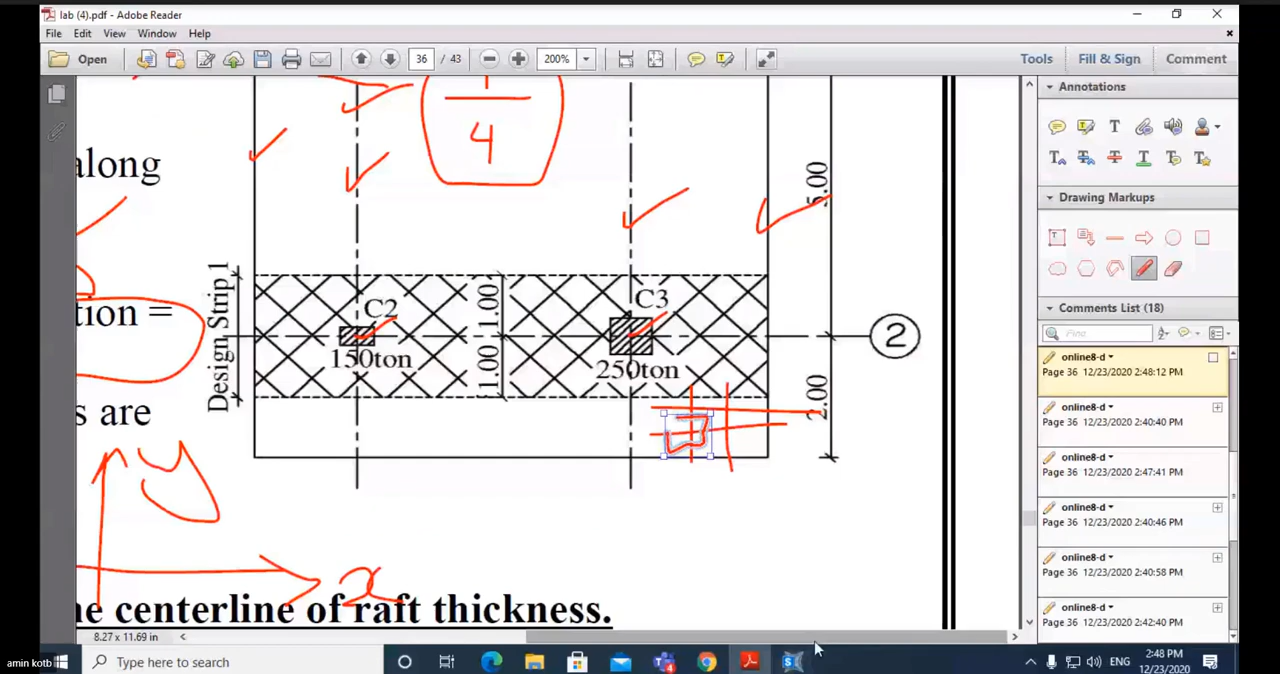 lab (4).pdf - Adobe Reader
File Edit View Window Help
Open 36 / 43 200% Tools Fill & Sign Comment
Annotations
T
T T T T T
Drawing Markups
T
Comments List (18)
Find
online8-d
Page 36 12/23/2020 2:48:12 PM
online8-d
Page 36 12/23/2020 2:40:40 PM
online8-d
Page 36 12/23/2020 2:47:41 PM
online8-d
Page 36 12/23/2020 2:40:46 PM
online8-d
Page 36 12/23/2020 2:40:58 PM
online8-d
Page 36 12/23/2020 2:42:40 PM
4
along
5.00
Design Strip 1
C2
1.00
C3
tion =
2
150ton
1.00
250ton
2.00
s are
y
x
ne centerline of raft thickness.
8.27 x 11.69 in
amin kotb
Type here to search
ENG
2:48 PM
12/23/2020